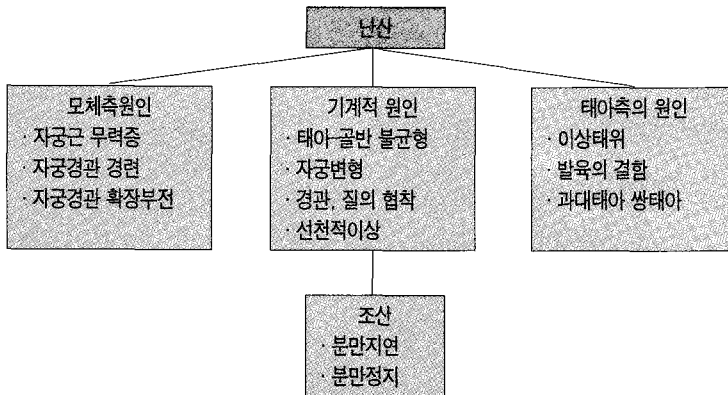 난산
모체측원인
· 자궁근 무력증
· 자궁경관 경련
· 자궁경관 확장부전
기계적 원인
· 태아 골반 불균형
· 자궁변형
· 경관, 질의 협착
· 선천적이상
태아측의 원인
· 이상태위
· 발육의 결함
· 과대태아 쌍태아
조산
· 분만지연
· 분만정지